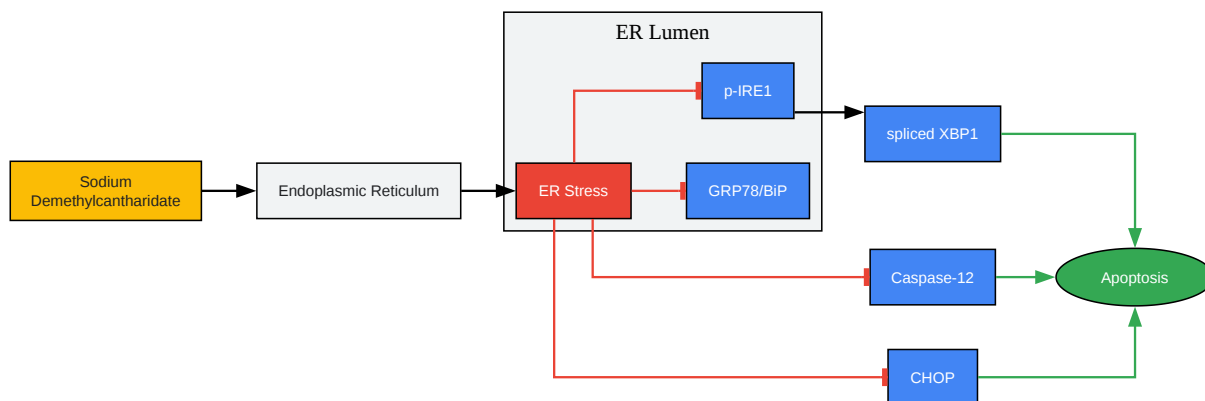 ER Lumen
p-IRE1
spliced XBP1
Sodium
Demethylcantharidate
Endoplasmic Reticulum
ER Stress
GRP78/BiP
Caspase-12
Apoptosis
CHOP